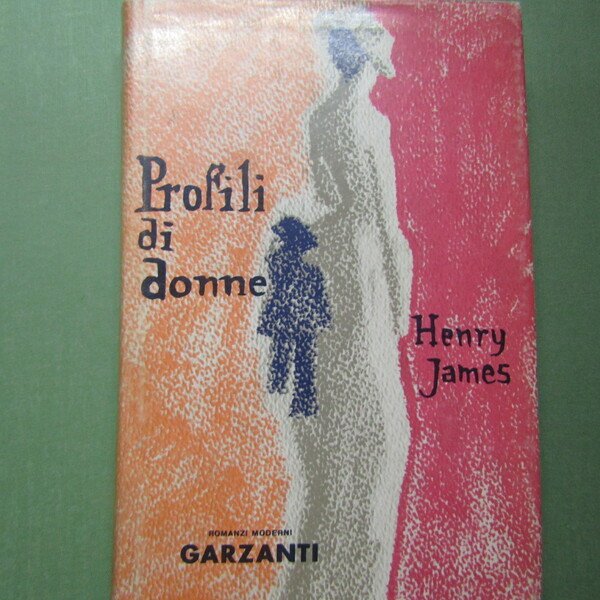 Profili
di
donne
Henry
James
ROMANZI MODERNI
GARZANTI